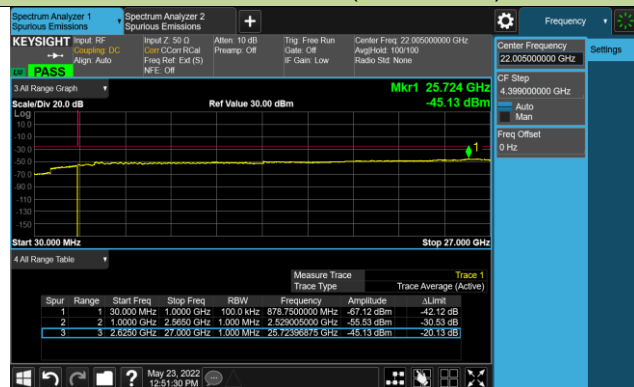 Spectrum Analyzer 1
Spurious Emissions
Spectrum Analyzer 2
Spurious Emissions
+
Frequency
KEYSIGHT
Input: RF
Coupling: DC
Align: Auto
Input Z: 50 Ω
Corr CCorr RCal
Freq Ref: Ext (S)
NFE: Off
Atten: 10 dB
Preamp: Off
Trig: Free Run
Gate: Off
IF Gain: Low
Center Freq: 22.005000000 GHz
Avg|Hold: 100/100
Radio Std: None
PASS
Center Frequency
22.005000000 GHz
Settings
CF Step
4.399000000 GHz
Auto
Man
Freq Offset
0 Hz
3 All Range Graph
Mkr1 25.724 GHz
Scale/Div 20.0 dB
Ref Value 30.00 dBm
-45.13 dBm
Log
10.0
-10.0
-30.0
-50.0
-70.0
-90.0
-110
-130
-150
1
Start 30.000 MHz
Stop 27.000 GHz
4 All Range Table
Measure Trace Trace 1
Trace Type Trace Average (Active)
Spur Range Start Freq Stop Freq RBW Frequency Amplitude ΔLimit
1 1 30.000 MHz 1.0000 GHz 100.0 kHz 878.7500000 MHz -67.12 dBm -42.12 dB
2 2 1.0000 GHz 2.5650 GHz 1.000 MHz 2.529005000 GHz -55.53 dBm -30.53 dB
3 3 2.6250 GHz 27.000 GHz 1.000 MHz 25.72396875 GHz -45.13 dBm -20.13 dB
?
May 23, 2022
12:51:30 PM